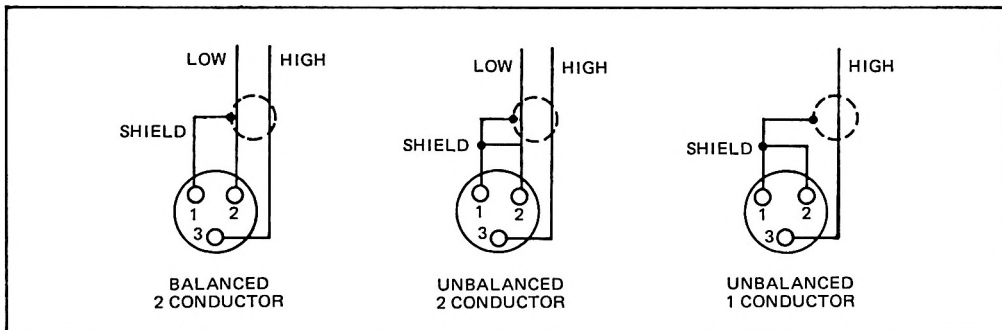 LOW HIGH
SHIELD
1 2
3
BALANCED
2 CONDUCTOR
LOW HIGH
SHIELD
1 2
3
UNBALANCED
2 CONDUCTOR
HIGH
SHIELD
1 2
3
UNBALANCED
1 CONDUCTOR